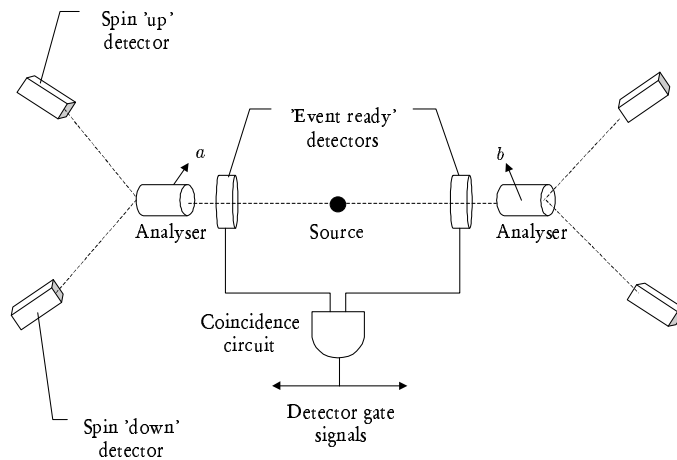 Spin 'up'
detector
'Event ready'
detectors
a
b
Analyser
Source
Analyser
Coincidence
circuit
Detector gate
signals
Spin 'down'
detector